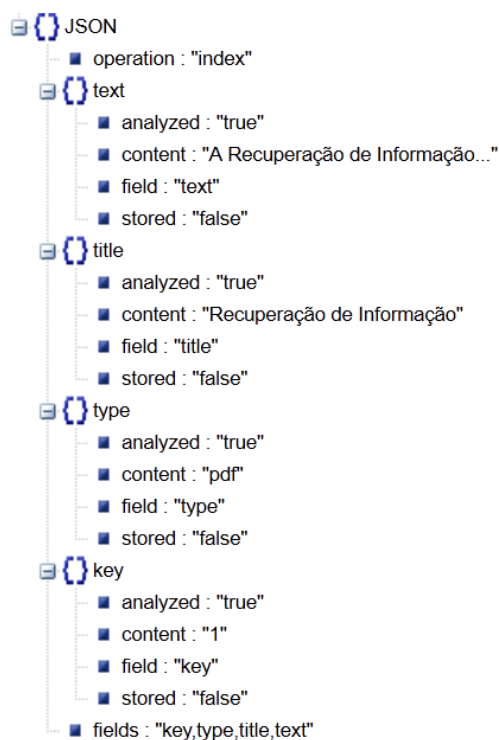 JSON
operation : "index"
text
analyzed : "true"
content : "A Recuperação de Informação..."
field : "text"
stored : "false"
title
analyzed : "true"
content : "Recuperação de Informação"
field : "title"
stored : "false"
type
analyzed : "true"
content : "pdf"
field : "type"
stored : "false"
key
analyzed : "true"
content : "1"
field : "key"
stored : "false"
fields : "key,type,title,text"